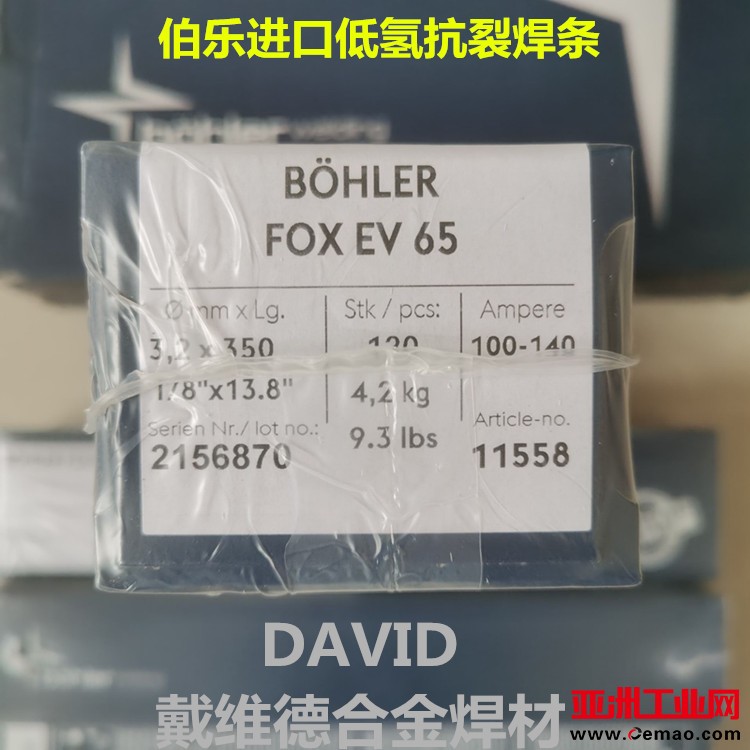 伯乐进口低氢抗裂焊条
böhler welding
BÖHLER
FOX EV 65
Ø mm x Lg.
Stk / pcs:
Ampere
3,2 x 350
120
100-140
1/8"x13.8"
4,2 kg
Serien Nr./ lot no.:
9.3 lbs
Article-no.
2156870
11558
DAVID
戴维德合金焊材
亚洲工业网
www.Cemao.com